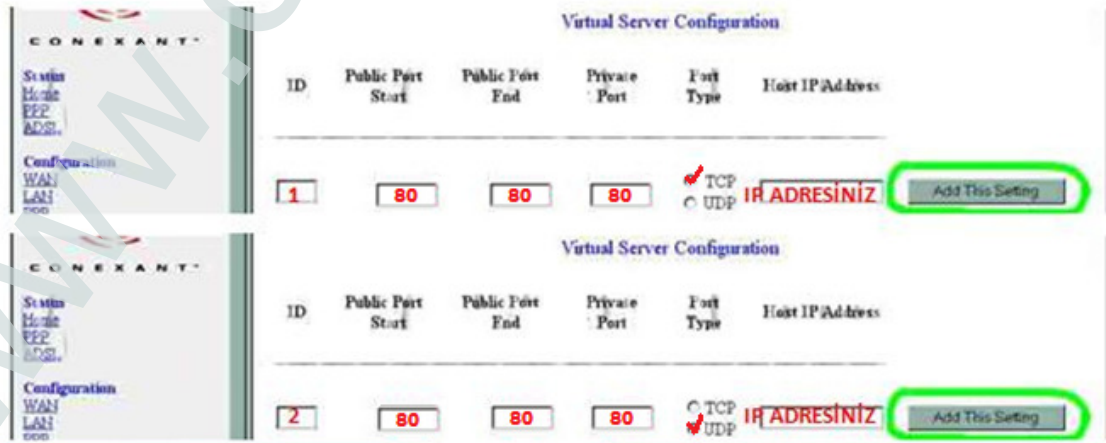 Virtual Server Configuration
CONEXANT
Status
Home
PPP
ADSL
ID Public Port Start Public Port End Private Port Port Type Host IP Address
Configuration
WAN
LAN
PPP
1 80 80 80 TCP UDP IP ADRESİNİZ Add This Setting
Virtual Server Configuration
CONEXANT
Status
Home
PPP
ADSL
ID Public Port Start Public Port End Private Port Port Type Host IP Address
Configuration
WAN
LAN
2 80 80 80 TCP UDP IP ADRESİNİZ Add This Setting